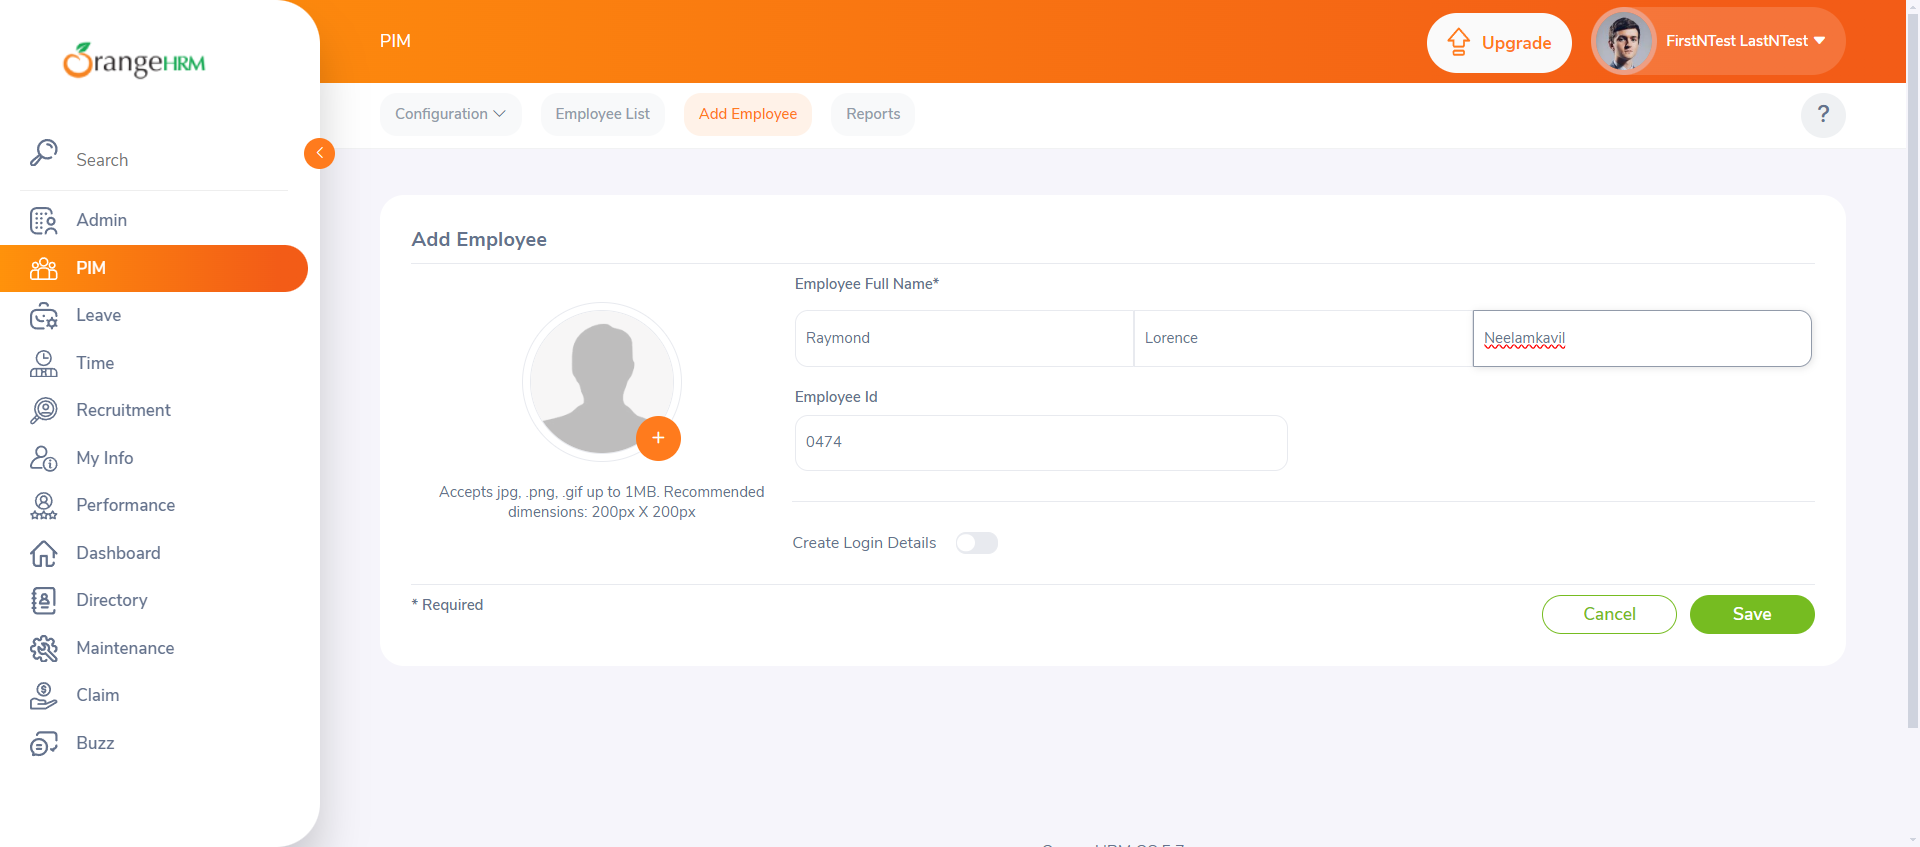 OrangeHRM
PIM
Upgrade
FirstNTest LastNTest
Configuration
Employee List
Add Employee
Reports
?
Search
Admin
PIM
Leave
Time
Recruitment
My Info
Performance
Dashboard
Directory
Maintenance
Claim
Buzz
Add Employee
Employee Full Name*
Raymond
Lorence
Neelamkavil
Employee Id
0474
Accepts jpg, .png, .gif up to 1MB. Recommended
dimensions: 200px X 200px
Create Login Details
* Required
Cancel
Save